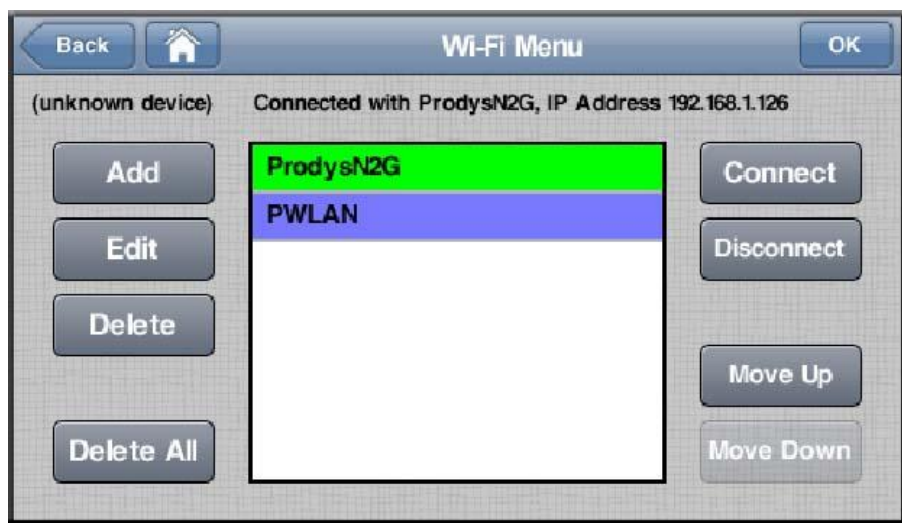 Back
Wi-Fi Menu
OK
(unknown device)
Connected with ProdysN2G, IP Address 192.168.1.126
Add
ProdysN2G
Connect
PWLAN
Edit
Disconnect
Delete
Move Up
Delete All
Move Down